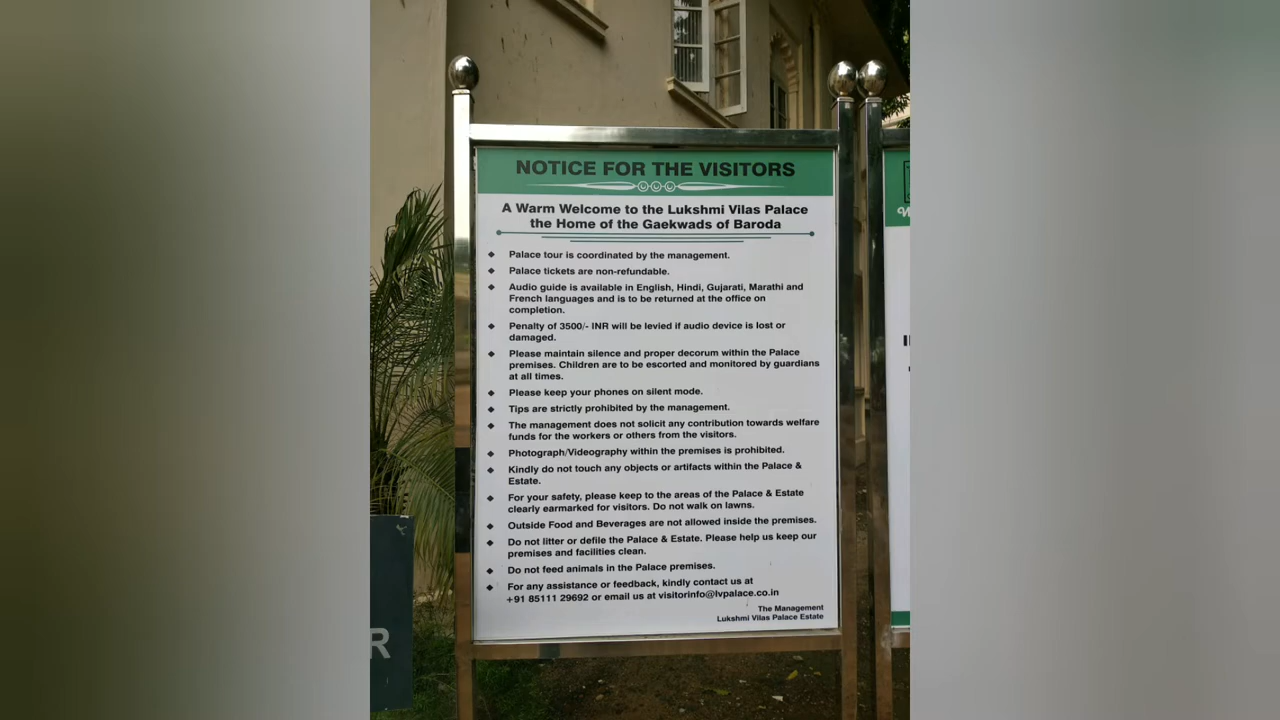 NOTICE FOR THE VISITORS
A Warm Welcome to the Lukshmi Vilas Palace
the Home of the Gaekwads of Baroda
❖ Palace tour is coordinated by the management.
❖ Palace tickets are non-refundable.
❖ Audio guide is available in English, Hindi, Gujarati, Marathi and
French languages and is to be returned at the office on
completion.
❖ Penalty of 3500/- INR will be levied if audio device is lost or
damaged.
❖ Please maintain silence and proper decorum within the Palace
premises. Children are to be escorted and monitored by guardians
at all times.
❖ Please keep your phones on silent mode.
❖ Tips are strictly prohibited by the management.
❖ The management does not solicit any contribution towards welfare
funds for the workers or others from the visitors.
❖ Photograph/Videography within the premises is prohibited.
❖ Kindly do not touch any objects or artifacts within the Palace &
Estate.
❖ For your safety, please keep to the areas of the Palace & Estate
clearly earmarked for visitors. Do not walk on lawns.
❖ Outside Food and Beverages are not allowed inside the premises.
❖ Do not litter or defile the Palace & Estate. Please help us keep our
premises and facilities clean.
❖ Do not feed animals in the Palace premises.
❖ For any assistance or feedback, kindly contact us at
+91 85111 29692 or email us at visitorinfo@lvpalace.co.in
The Management
Lukshmi Vilas Palace Estate
R